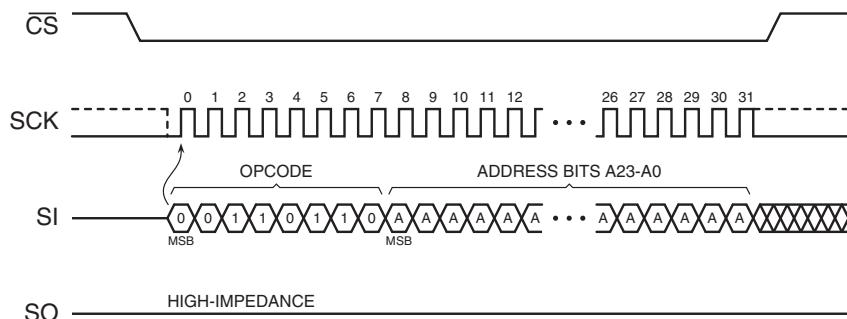 CS
0 1 2 3 4 5 6 7 8 9 10 11 12 26 27 28 29 30 31
SCK
OPCODE ADDRESS BITS A23-A0
SI 0 0 1 1 0 1 1 0 A A A A A A A A A A A A
MSB MSB
HIGH-IMPEDANCE
SO